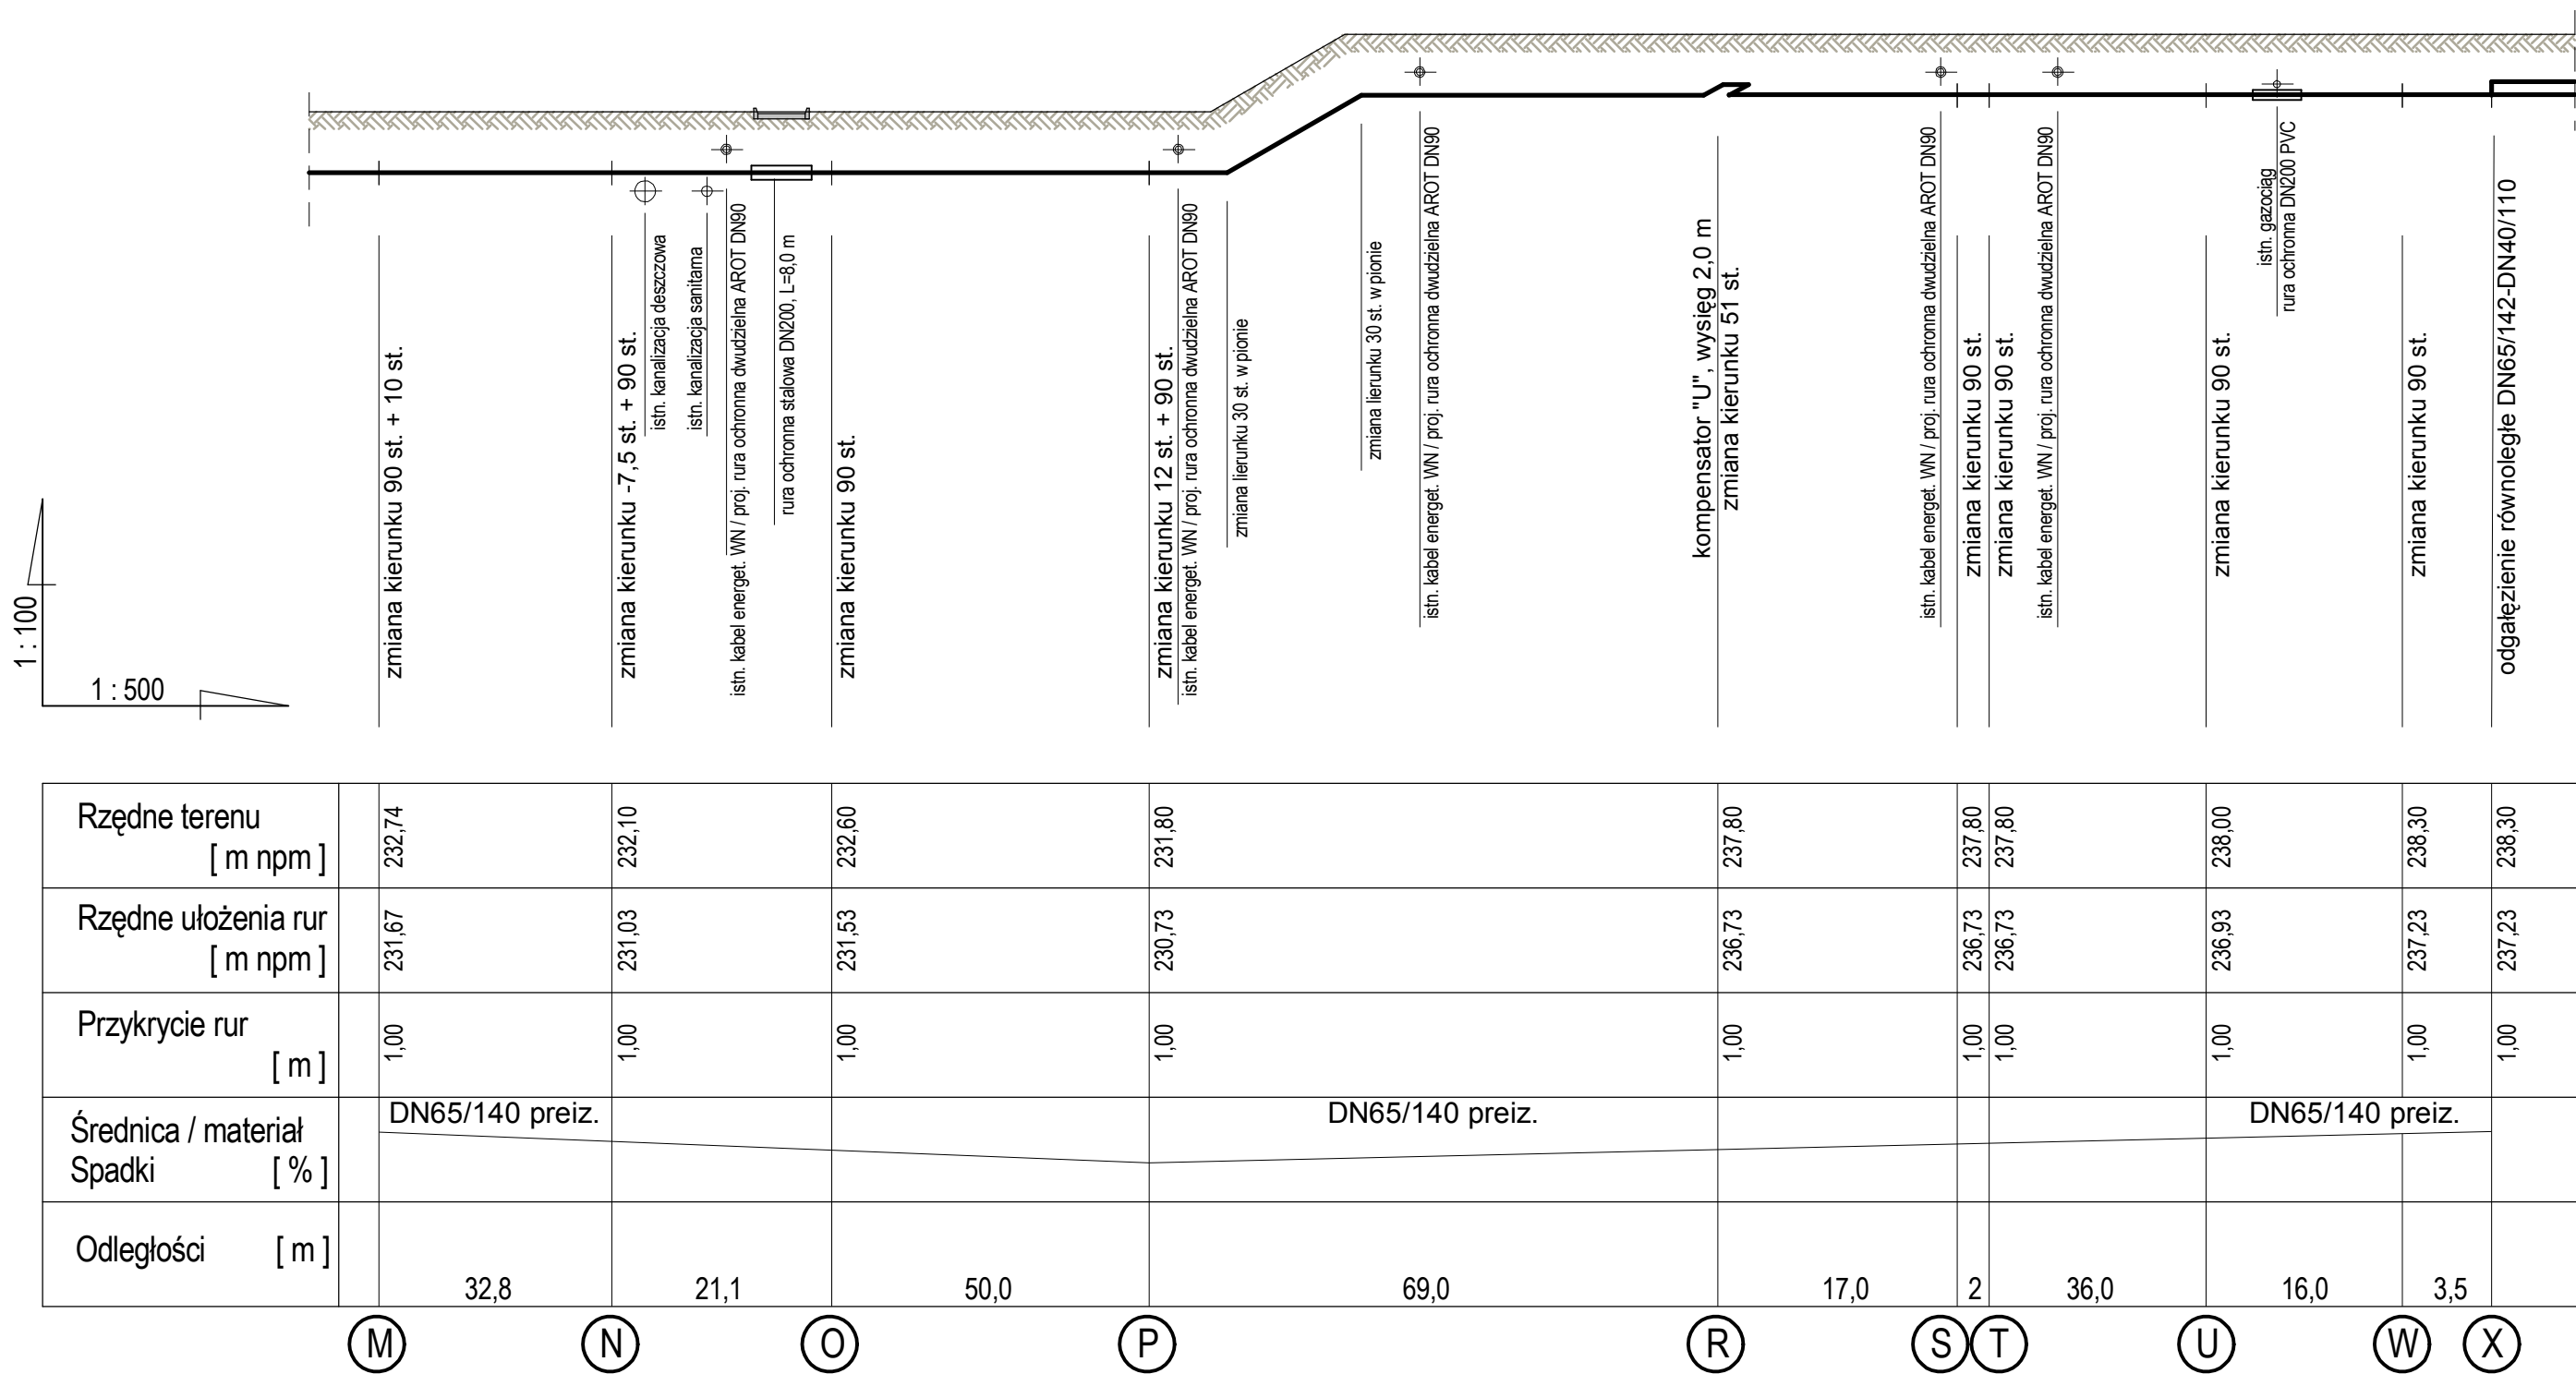 zmiana kierunku 90 st. + 10 st.
zmiana kierunku -7,5 st. + 90 st.
istn. kanalizacja deszczowa
istn. kanalizacja sanitarna
istn. kabel energet. WN / proj. rura ochronna dwudzielna AROT DN90
rura ochronna stalowa DN200, L=8,0 m
zmiana kierunku 90 st.
zmiana kierunku 12 st. + 90 st.
istn. kabel energet. WN / proj. rura ochronna dwudzielna AROT DN90
zmiana lierunku 30 st. w pionie
zmiana lierunku 30 st. w pionie
istn. kabel energet. WN / proj. rura ochronna dwudzielna AROT DN90
kompensator "U", wysięg 2,0 m
zmiana kierunku 51 st.
istn. kabel energet. WN / proj. rura ochronna dwudzielna AROT DN90
zmiana kierunku 90 st.
zmiana kierunku 90 st.
istn. kabel energet. WN / proj. rura ochronna dwudzielna AROT DN90
zmiana kierunku 90 st.
istn. gazociąg
rura ochronna DN200 PVC
zmiana kierunku 90 st.
odgałęzienie równoległe DN65/142-DN40/110
1 : 100
1 : 500
Rzędne terenu
[ m npm ]
232,74 232,10 232,60 231,80 237,80 237,80 237,80 238,00 238,30 238,30
Rzędne ułożenia rur
[ m npm ]
231,67 231,03 231,53 230,73 236,73 236,73 236,73 236,93 237,23 237,23
Przykrycie rur
[ m ]
1,00 1,00 1,00 1,00 1,00 1,00 1,00 1,00 1,00 1,00
Średnica / materiał
Spadki [ % ]
DN65/140 preiz. DN65/140 preiz. DN65/140 preiz.
Odległości [ m ]
32,8 21,1 50,0 69,0 17,0 2 36,0 16,0 3,5
M N O P R S T U W X